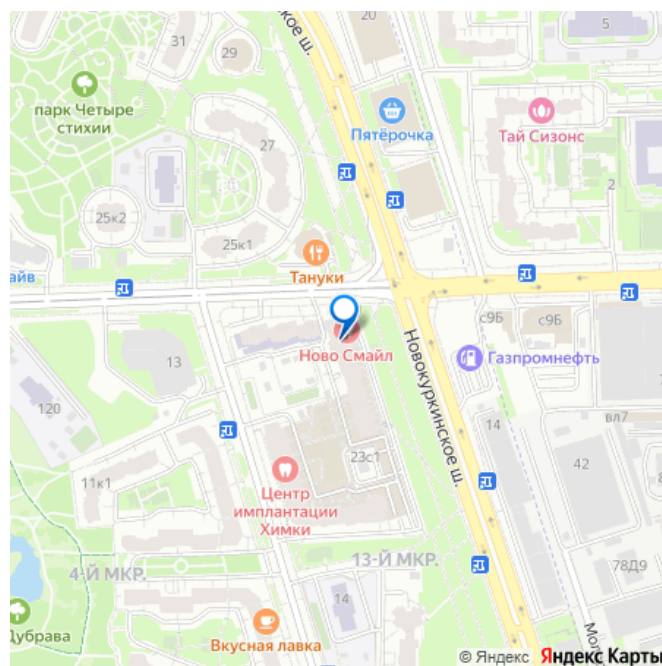 ское ш.
20
5
31
29
парк Четыре
стихии
Пятёрочка
Тай Сизонс
27
2
25к2
25к1
Тануки
айв
Новокуркинское ш.
с9Б
с9Б
Ново Смайл
Газпромнефть
13
120
вл7
14
23с1
42
11к1
Центр
имплантации
Химки
13-Й МКР.
78Д9
4-Й МКР.
14
Дубрава
Вкусная лавка
Мол
© Яндекс Яндекс Карты